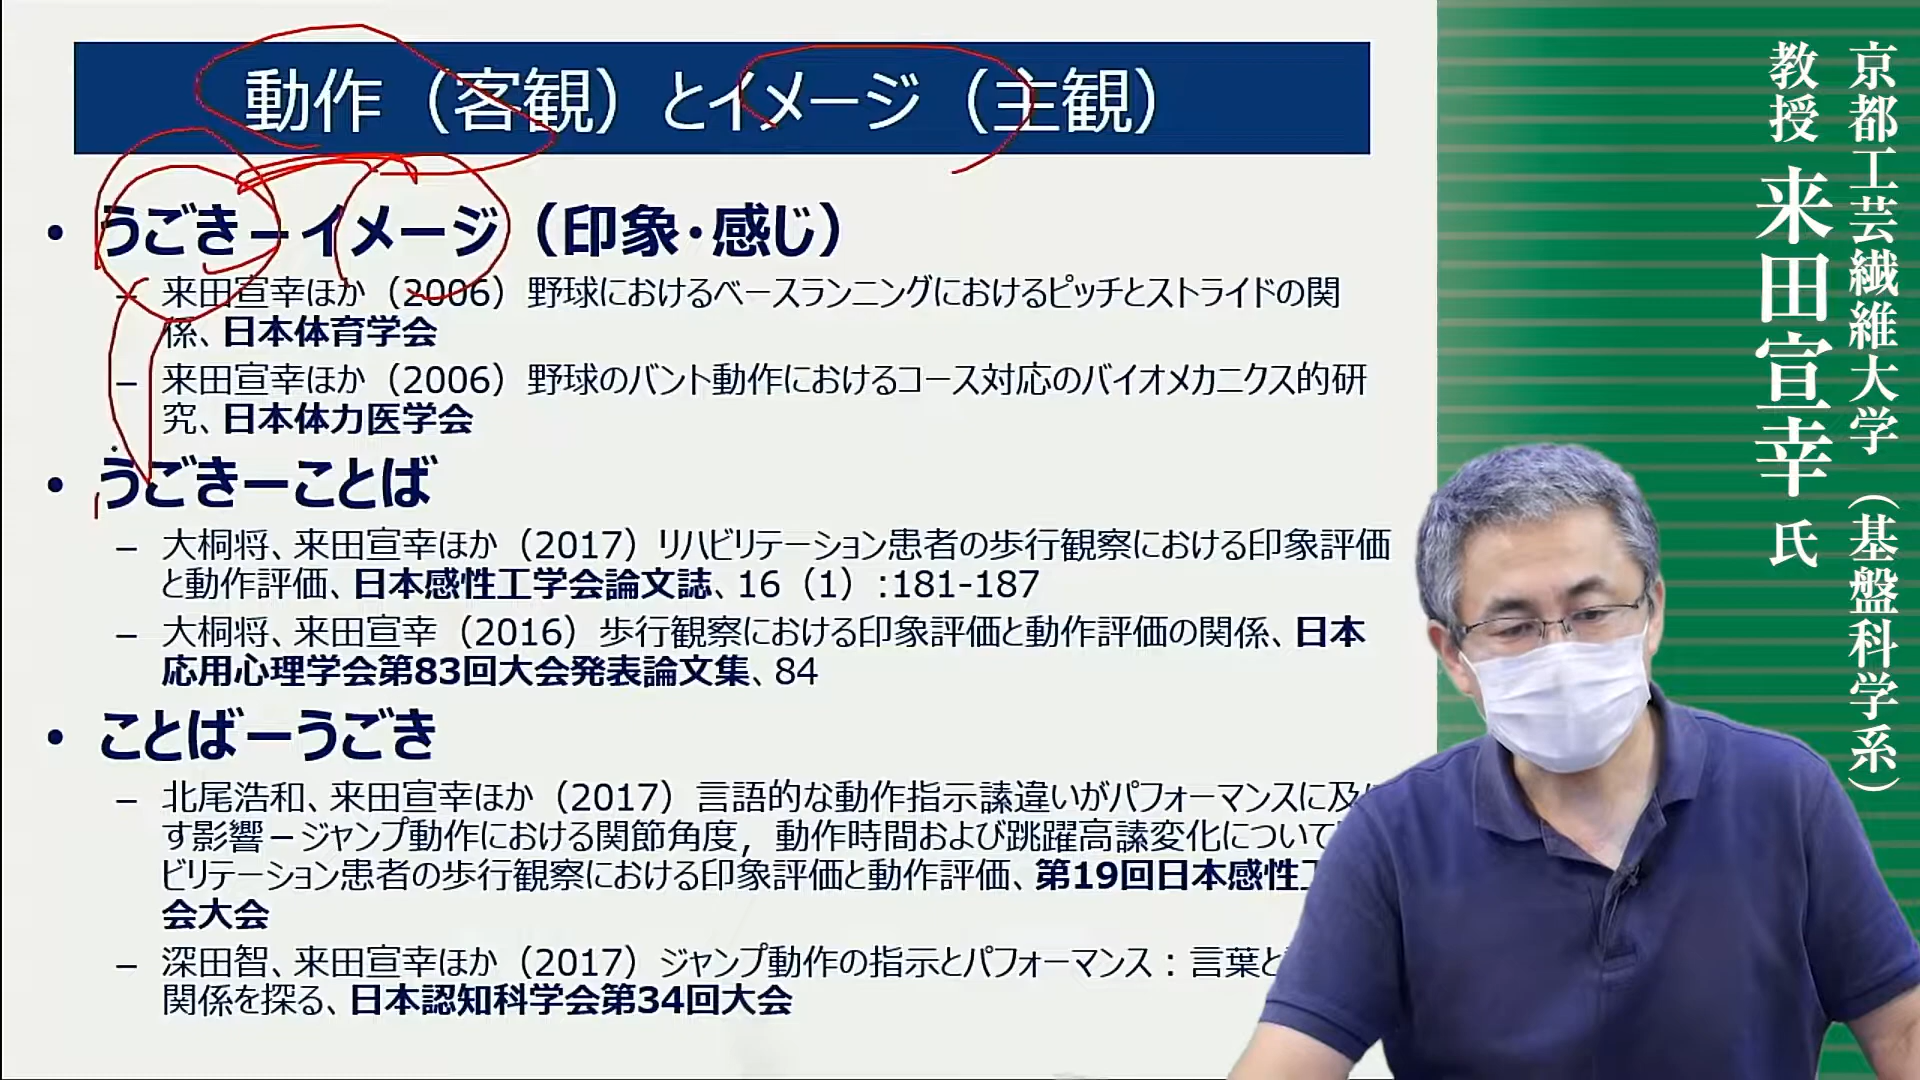 動作（客観）とイメージ（主観）
• うごき－イメージ（印象・感じ）
– 来田宣幸ほか（2006）野球におけるベースランニングにおけるピッチとストライドの関
係、日本体育学会
– 来田宣幸ほか（2006）野球のバント動作におけるコース対応のバイオメカニクス的研
究、日本体力医学会
• うごきーことば
– 大桐将、来田宣幸ほか（2017）リハビリテーション患者の歩行観察における印象評価
と動作評価、日本感性工学会論文誌、16（1）:181-187
– 大桐将、来田宣幸（2016）歩行観察における印象評価と動作評価の関係、日本
応用心理学会第83回大会発表論文集、84
• ことばーうごき
– 北尾浩和、来田宣幸ほか（2017）言語的な動作指示諸違いがパフォーマンスに及
す影響－ジャンプ動作における関節角度，動作時間および跳躍高諸変化について
ビリテーション患者の歩行観察における印象評価と動作評価、第19回日本感性
会大会
– 深田智、来田宣幸ほか（2017）ジャンプ動作の指示とパフォーマンス：言葉と
関係を探る、日本認知科学会第34回大会
京都工芸繊維大学（基盤科学系）
教授 来田宣幸 氏